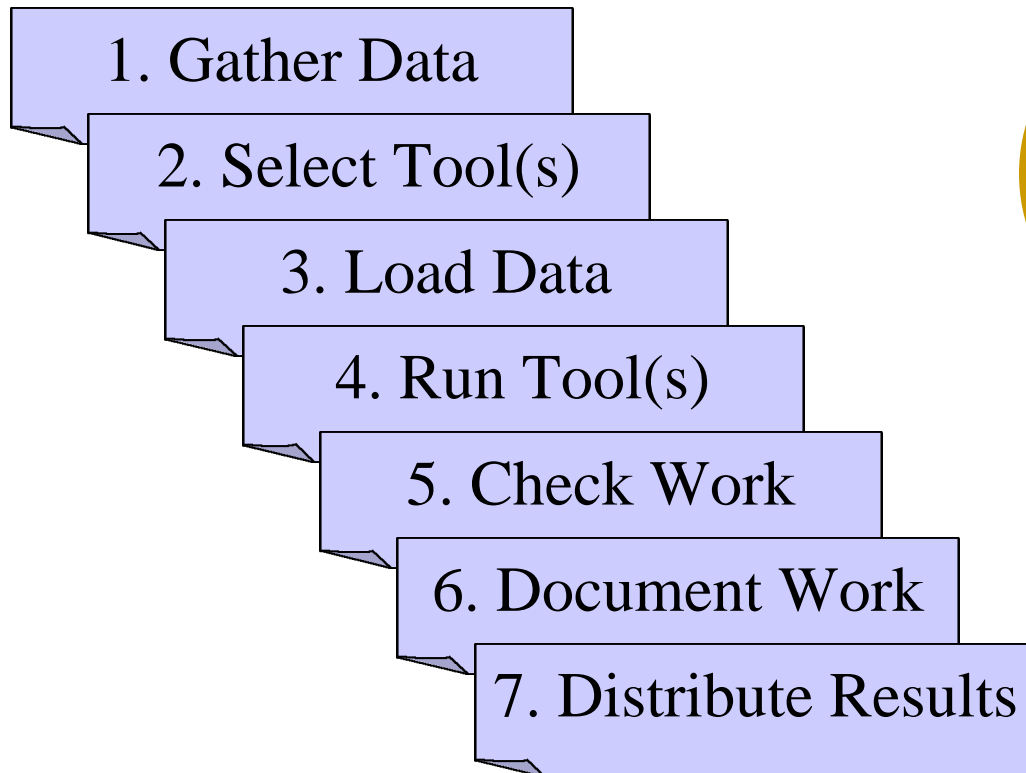 1. Gather Data
2. Select Tool(s)
3. Load Data
4. Run Tool(s)
5. Check Work
6. Document Work
7. Distribute Results